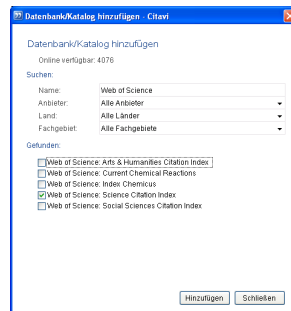 Datenbank/Katalog hinzufügen - Citavi
Datenbank/Katalog hinzufügen
Online verfügbar: 4076
Suchen:
Name: Web of Science
Anbieter: Alle Anbieter
Land: Alle Länder
Fachgebiet: Alle Fachgebiete
Gefunden:
Web of Science: Arts & Humanities Citation Index
Web of Science: Current Chemical Reactions
Web of Science: Index Chemicus
Web of Science: Science Citation Index
Web of Science: Social Sciences Citation Index
Hinzufügen Schließen